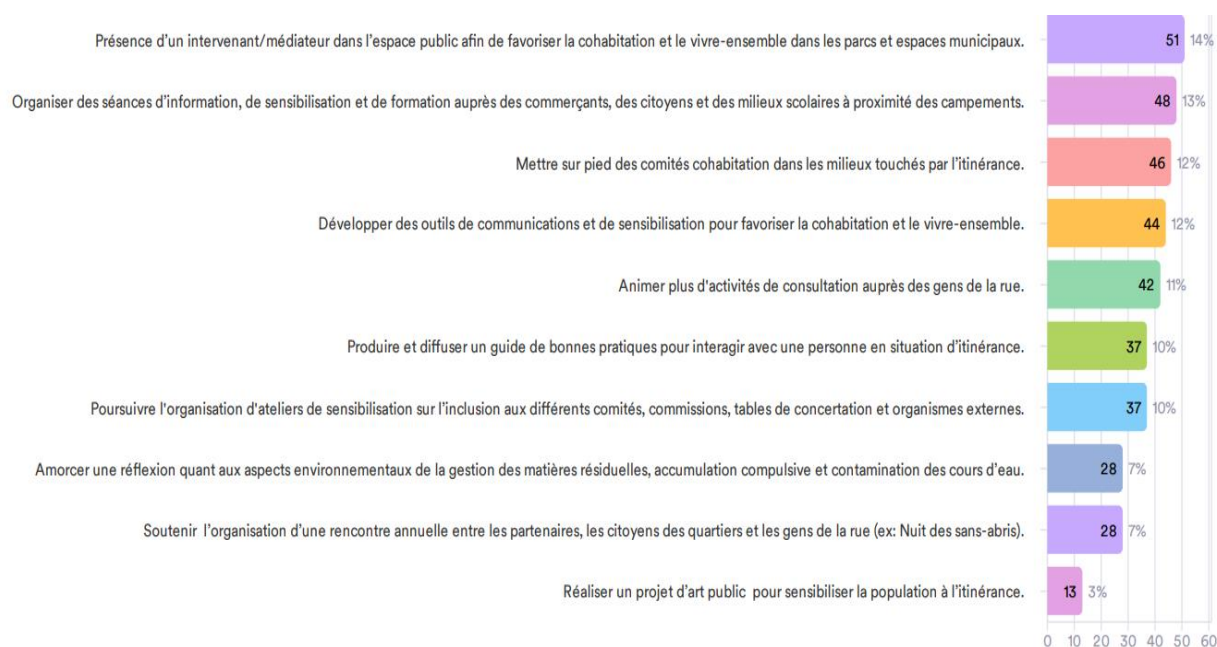 Présence d'un intervenant/médiateur dans l'espace public afin de favoriser la cohabitation et le vivre-ensemble dans les parcs et espaces municipaux. 51 14%
Organiser des séances d'information, de sensibilisation et de formation auprès des commerçants, des citoyens et des milieux scolaires à proximité des campements. 48 13%
Mettre sur pied des comités cohabitation dans les milieux touchés par l'itinérance. 46 12%
Développer des outils de communications et de sensibilisation pour favoriser la cohabitation et le vivre-ensemble. 44 12%
Animer plus d'activités de consultation auprès des gens de la rue. 42 11%
Produire et diffuser un guide de bonnes pratiques pour interagir avec une personne en situation d'itinérance. 37 10%
Poursuivre l'organisation d'ateliers de sensibilisation sur l'inclusion aux différents comités, commissions, tables de concertation et organismes externes. 37 10%
Amorcer une réflexion quant aux aspects environnementaux de la gestion des matières résiduelles, accumulation compulsive et contamination des cours d'eau. 28 7%
Soutenir l'organisation d'une rencontre annuelle entre les partenaires, les citoyens des quartiers et les gens de la rue (ex: Nuit des sans-abris). 28 7%
Réaliser un projet d'art public pour sensibiliser la population à l'itinérance. 13 3%
0 10 20 30 40 50 60